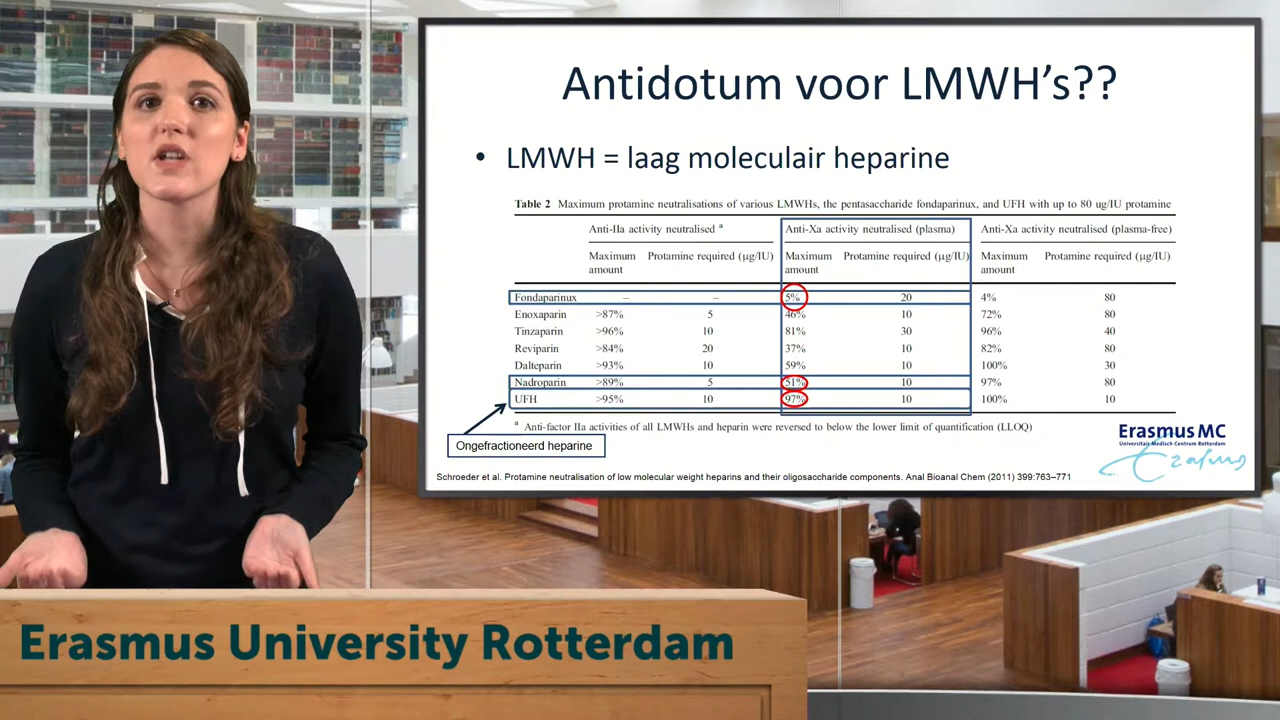 Antidotum voor LMWH's??
• LMWH = laag moleculair heparine
Table 2 Maximum protamine neutralisations of various LMWHs, the pentasaccharide fondaparinux, and UFH with up to 80 ug/IU protamine
Anti-IIa activity neutralised a Anti-Xa activity neutralised (plasma) Anti-Xa activity neutralised (plasma-free)
Maximum amount Protamine required (μg/IU) Maximum amount Protamine required (μg/IU) Maximum amount Protamine required (μg/IU)
Fondaparinux – – 5% 20 4% 80
Enoxaparin >87% 5 46% 10 72% 80
Tinzaparin >96% 10 81% 30 96% 40
Reviparin >84% 20 37% 10 82% 80
Dalteparin >93% 10 59% 10 100% 30
Nadroparin >89% 5 51% 10 97% 80
UFH >95% 10 97% 10 100% 10
a Anti-factor IIa activities of all LMWHs and heparin were reversed to below the lower limit of quantification (LLOQ)
Ongefractioneerd heparine
Erasmus MC
Universitair Medisch Centrum Rotterdam
Erasmus
Schroeder et al. Protamine neutralisation of low molecular weight heparins and their oligosaccharide components. Anal Bioanal Chem (2011) 399:763–771
Erasmus University Rotterdam